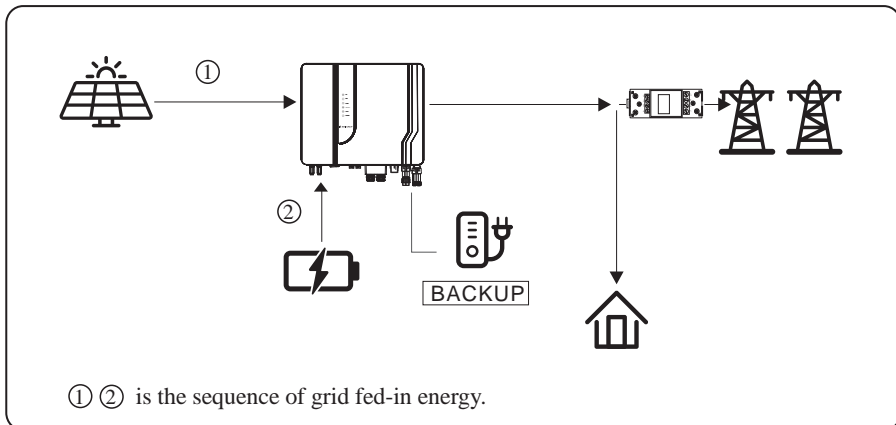 ①
②
BACKUP
① ② is the sequence of grid fed-in energy.